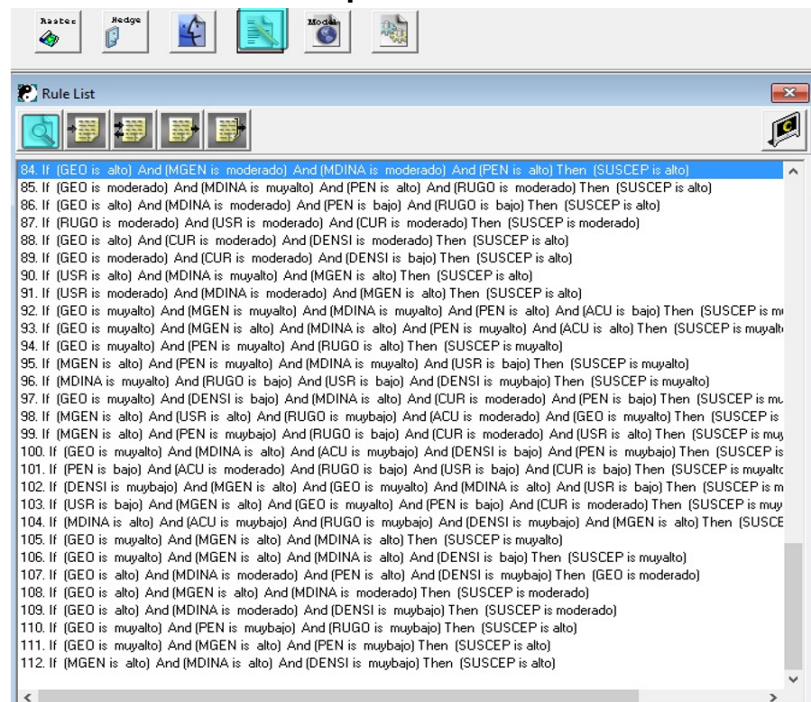 Raster
Hedge
Model
Rule List
84. If (GEO is alto) And (MGEN is moderado) And (MDINA is moderado) And (PEN is alto) Then (SUSCEP is alto)
85. If (GEO is moderado) And (MDINA is muyalto) And (PEN is alto) And (RUGO is moderado) Then (SUSCEP is alto)
86. If (GEO is alto) And (MDINA is moderado) And (PEN is bajo) And (RUGO is bajo) Then (SUSCEP is alto)
87. If (RUGO is moderado) And (USR is moderado) And (CUR is moderado) Then (SUSCEP is moderado)
88. If (GEO is alto) And (CUR is moderado) And (DENSI is moderado) Then (SUSCEP is alto)
89. If (GEO is moderado) And (CUR is moderado) And (DENSI is bajo) Then (SUSCEP is alto)
90. If (USR is alto) And (MDINA is muyalto) And (MGEN is alto) Then (SUSCEP is alto)
91. If (USR is moderado) And (MDINA is moderado) And (MGEN is alto) Then (SUSCEP is alto)
92. If (GEO is muyalto) And (MGEN is muyalto) And (MDINA is muyalto) And (PEN is alto) And (ACU is bajo) Then (SUSCEP is mu
93. If (GEO is muyalto) And (MGEN is alto) And (MDINA is alto) And (PEN is muyalto) And (ACU is alto) Then (SUSCEP is muyalto
94. If (GEO is muyalto) And (PEN is muyalto) And (RUGO is alto) Then (SUSCEP is muyalto)
95. If (MGEN is alto) And (PEN is muyalto) And (MDINA is muyalto) And (USR is bajo) Then (SUSCEP is muyalto)
96. If (MDINA is muyalto) And (RUGO is bajo) And (USR is bajo) And (DENSI is muybajo) Then (SUSCEP is muyalto)
97. If (GEO is muyalto) And (DENSI is bajo) And (MDINA is alto) And (CUR is moderado) And (PEN is bajo) Then (SUSCEP is mu
98. If (MGEN is alto) And (USR is alto) And (RUGO is muybajo) And (ACU is moderado) And (GEO is muyalto) Then (SUSCEP is
99. If (MGEN is alto) And (PEN is muybajo) And (RUGO is bajo) And (CUR is moderado) And (USR is alto) Then (SUSCEP is muy
100. If (GEO is muyalto) And (MDINA is alto) And (ACU is muybajo) And (DENSI is bajo) And (PEN is muybajo) Then (SUSCEP is
101. If (PEN is bajo) And (ACU is moderado) And (RUGO is bajo) And (USR is bajo) And (CUR is bajo) Then (SUSCEP is muyalto
102. If (DENSI is muybajo) And (MGEN is alto) And (GEO is muyalto) And (MDINA is alto) And (USR is bajo) Then (SUSCEP is m
103. If (USR is bajo) And (MGEN is alto) And (GEO is muyalto) And (PEN is bajo) And (CUR is moderado) Then (SUSCEP is muy
104. If (MDINA is alto) And (ACU is muybajo) And (RUGO is muybajo) And (DENSI is muybajo) And (MGEN is alto) Then (SUSCE
105. If (GEO is muyalto) And (MGEN is alto) And (MDINA is alto) Then (SUSCEP is muyalto)
106. If (GEO is muyalto) And (MGEN is alto) And (MDINA is alto) And (DENSI is bajo) Then (SUSCEP is muyalto)
107. If (GEO is alto) And (MDINA is moderado) And (PEN is alto) And (DENSI is muybajo) Then (GEO is moderado)
108. If (GEO is alto) And (MGEN is alto) And (MDINA is moderado) Then (SUSCEP is moderado)
109. If (GEO is alto) And (MDINA is moderado) And (DENSI is muybajo) Then (SUSCEP is moderado)
110. If (GEO is muyalto) And (PEN is muybajo) And (RUGO is muybajo) Then (SUSCEP is alto)
111. If (GEO is muyalto) And (MGEN is alto) And (PEN is muybajo) Then (SUSCEP is alto)
112. If (MGEN is alto) And (MDINA is alto) And (DENSI is muybajo) Then (SUSCEP is alto)